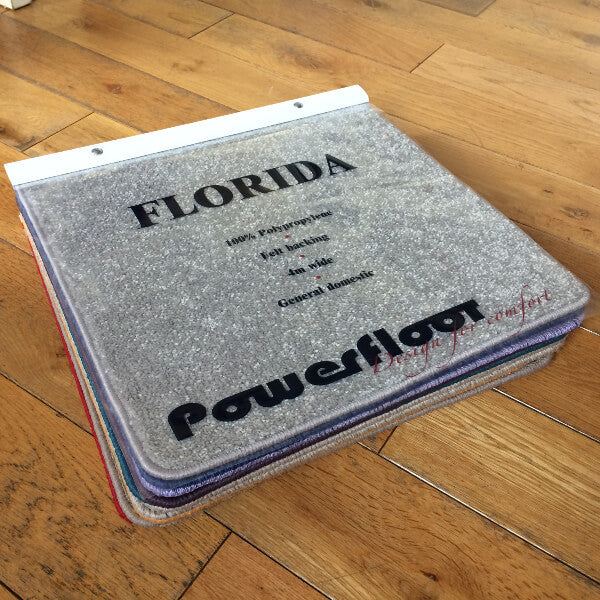 FLORIDA
100% Polypropylene
Felt backing
4m wide
General domestic
Powerfloor
Design for comfort